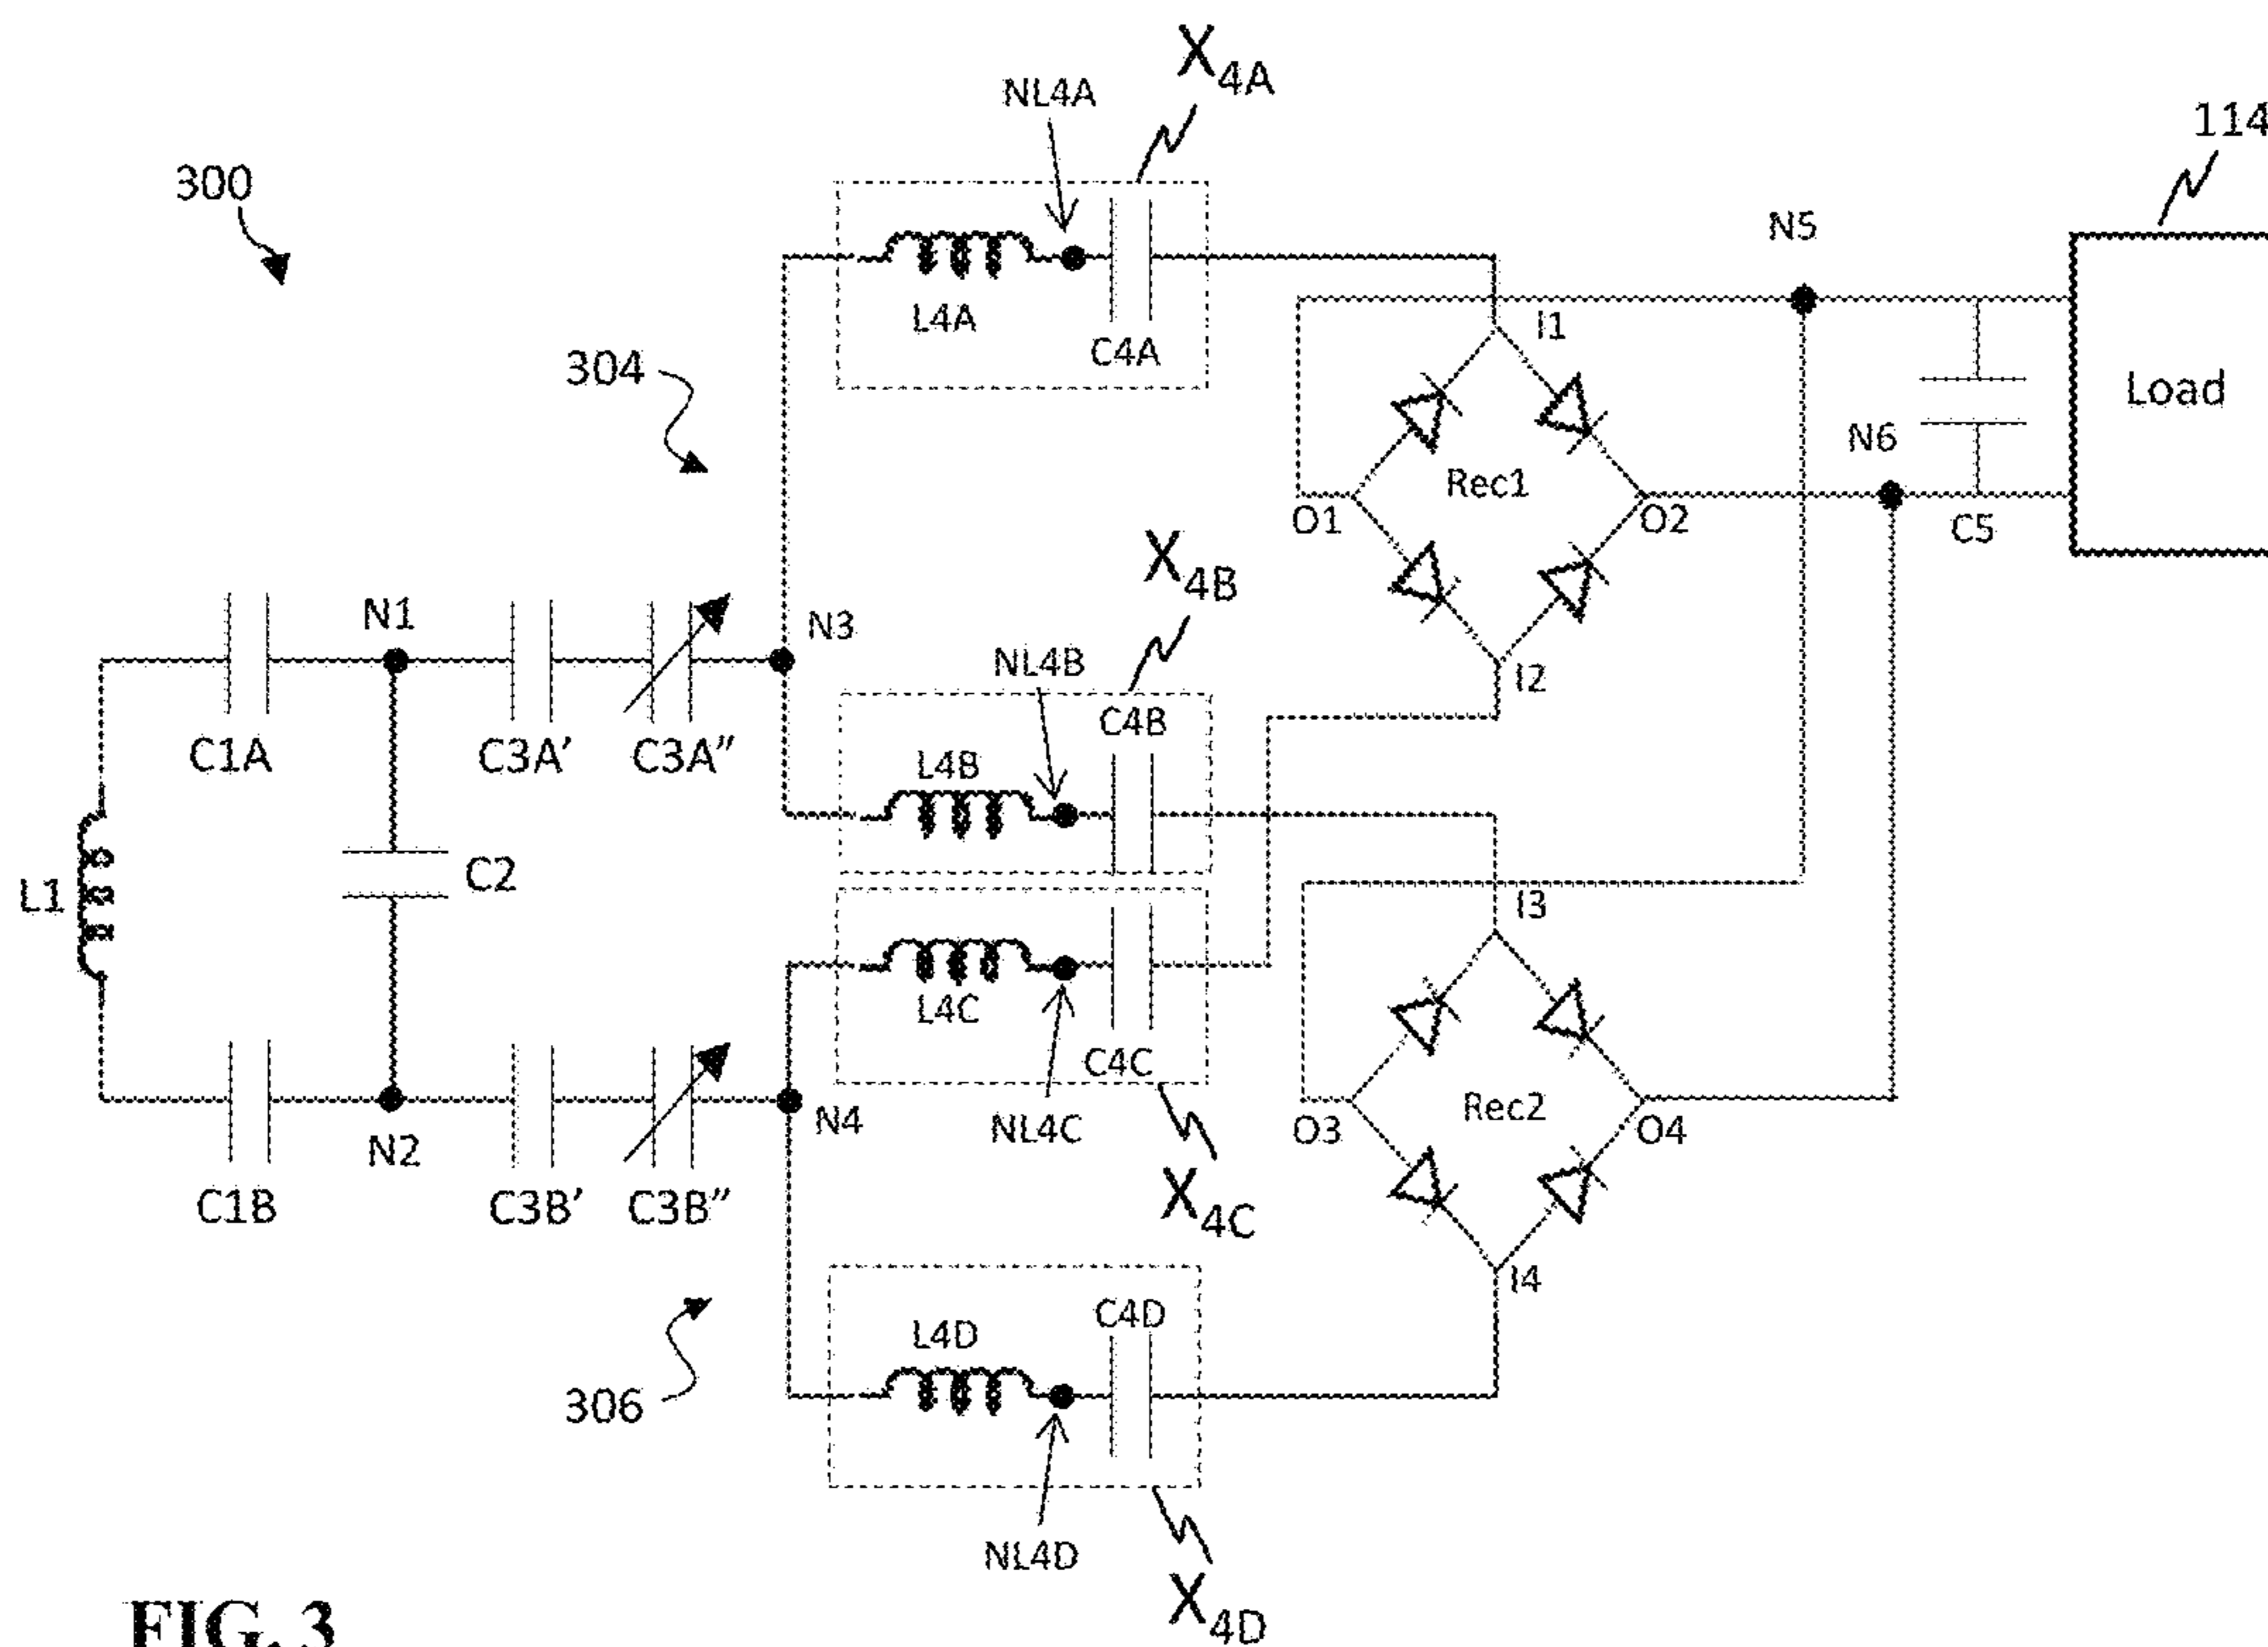 X4A
NL4A
114
300
N5
L4A
I1
C4A
304
Load
N6
Rec1
O1
O2
C5
X4B
N1
N3
NL4B
I2
C4B
C1A
C3A'
C3A"
L4B
L1
C2
I3
L4C
C4C
N4
Rec2
NL4C
O3
O4
N2
C1B
C3B'
C3B"
X4C
I4
C4D
L4D
306
NL4D
X4D
FIG. 3